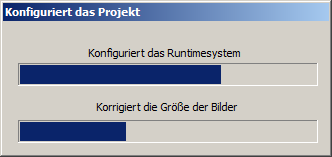 Konfiguriert das Projekt
Konfiguriert das Runtimesystem
Korrigiert die Größe der Bilder